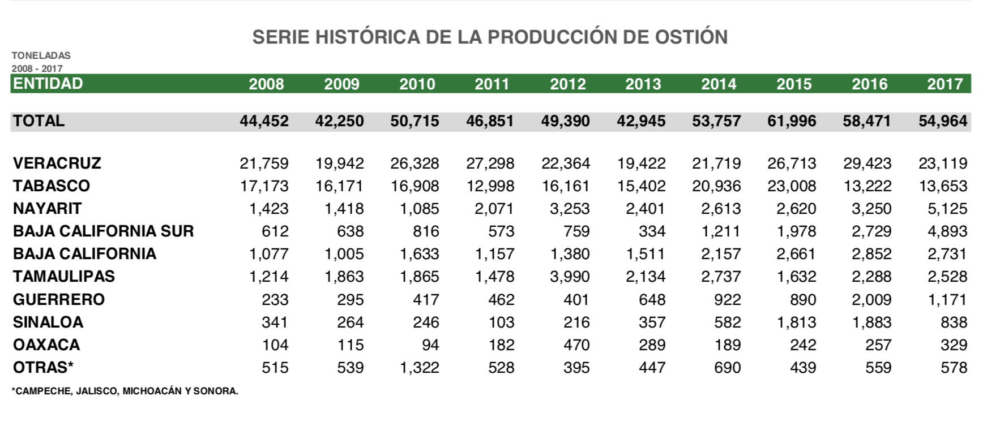 SERIE HISTÓRICA DE LA PRODUCCIÓN DE OSTIÓN
TONELADAS
2008 - 2017
ENTIDAD 2008 2009 2010 2011 2012 2013 2014 2015 2016 2017
TOTAL 44,452 42,250 50,715 46,851 49,390 42,945 53,757 61,996 58,471 54,964
VERACRUZ 21,759 19,942 26,328 27,298 22,364 19,422 21,719 26,713 29,423 23,119
TABASCO 17,173 16,171 16,908 12,998 16,161 15,402 20,936 23,008 13,222 13,653
NAYARIT 1,423 1,418 1,085 2,071 3,253 2,401 2,613 2,620 3,250 5,125
BAJA CALIFORNIA SUR 612 638 816 573 759 334 1,211 1,978 2,729 4,893
BAJA CALIFORNIA 1,077 1,005 1,633 1,157 1,380 1,511 2,157 2,661 2,852 2,731
TAMAULIPAS 1,214 1,863 1,865 1,478 3,990 2,134 2,737 1,632 2,288 2,528
GUERRERO 233 295 417 462 401 648 922 890 2,009 1,171
SINALOA 341 264 246 103 216 357 582 1,813 1,883 838
OAXACA 104 115 94 182 470 289 189 242 257 329
OTRAS* 515 539 1,322 528 395 447 690 439 559 578
*CAMPECHE, JALISCO, MICHOACÁN Y SONORA.